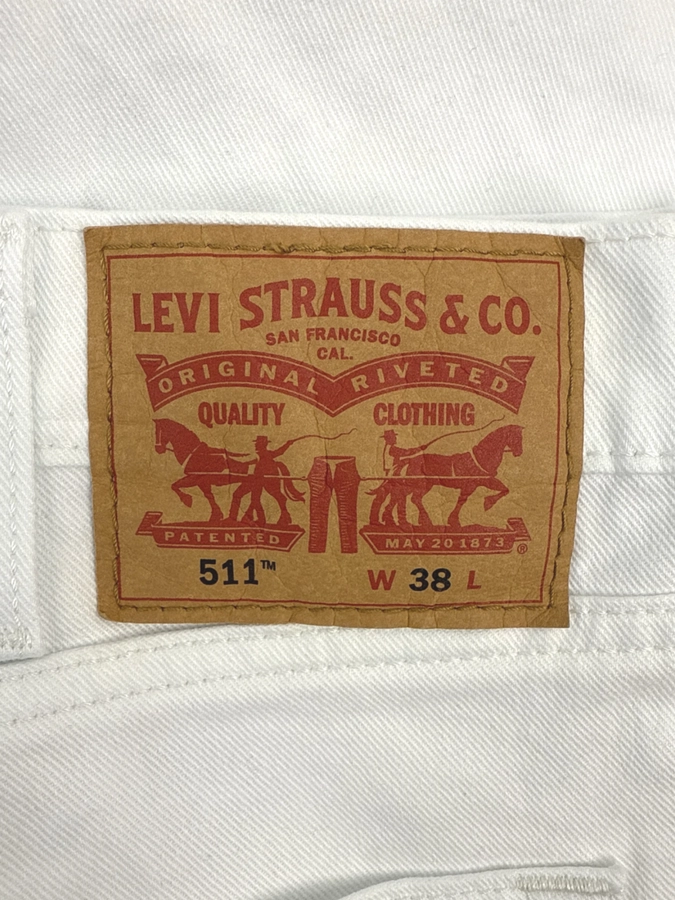 LEVI STRAUSS & CO.
SAN FRANCISCO
CAL.
ORIGINAL RIVETED
QUALITY CLOTHING
PATENTED MAY 20 1873 ®
511™ W 38 L